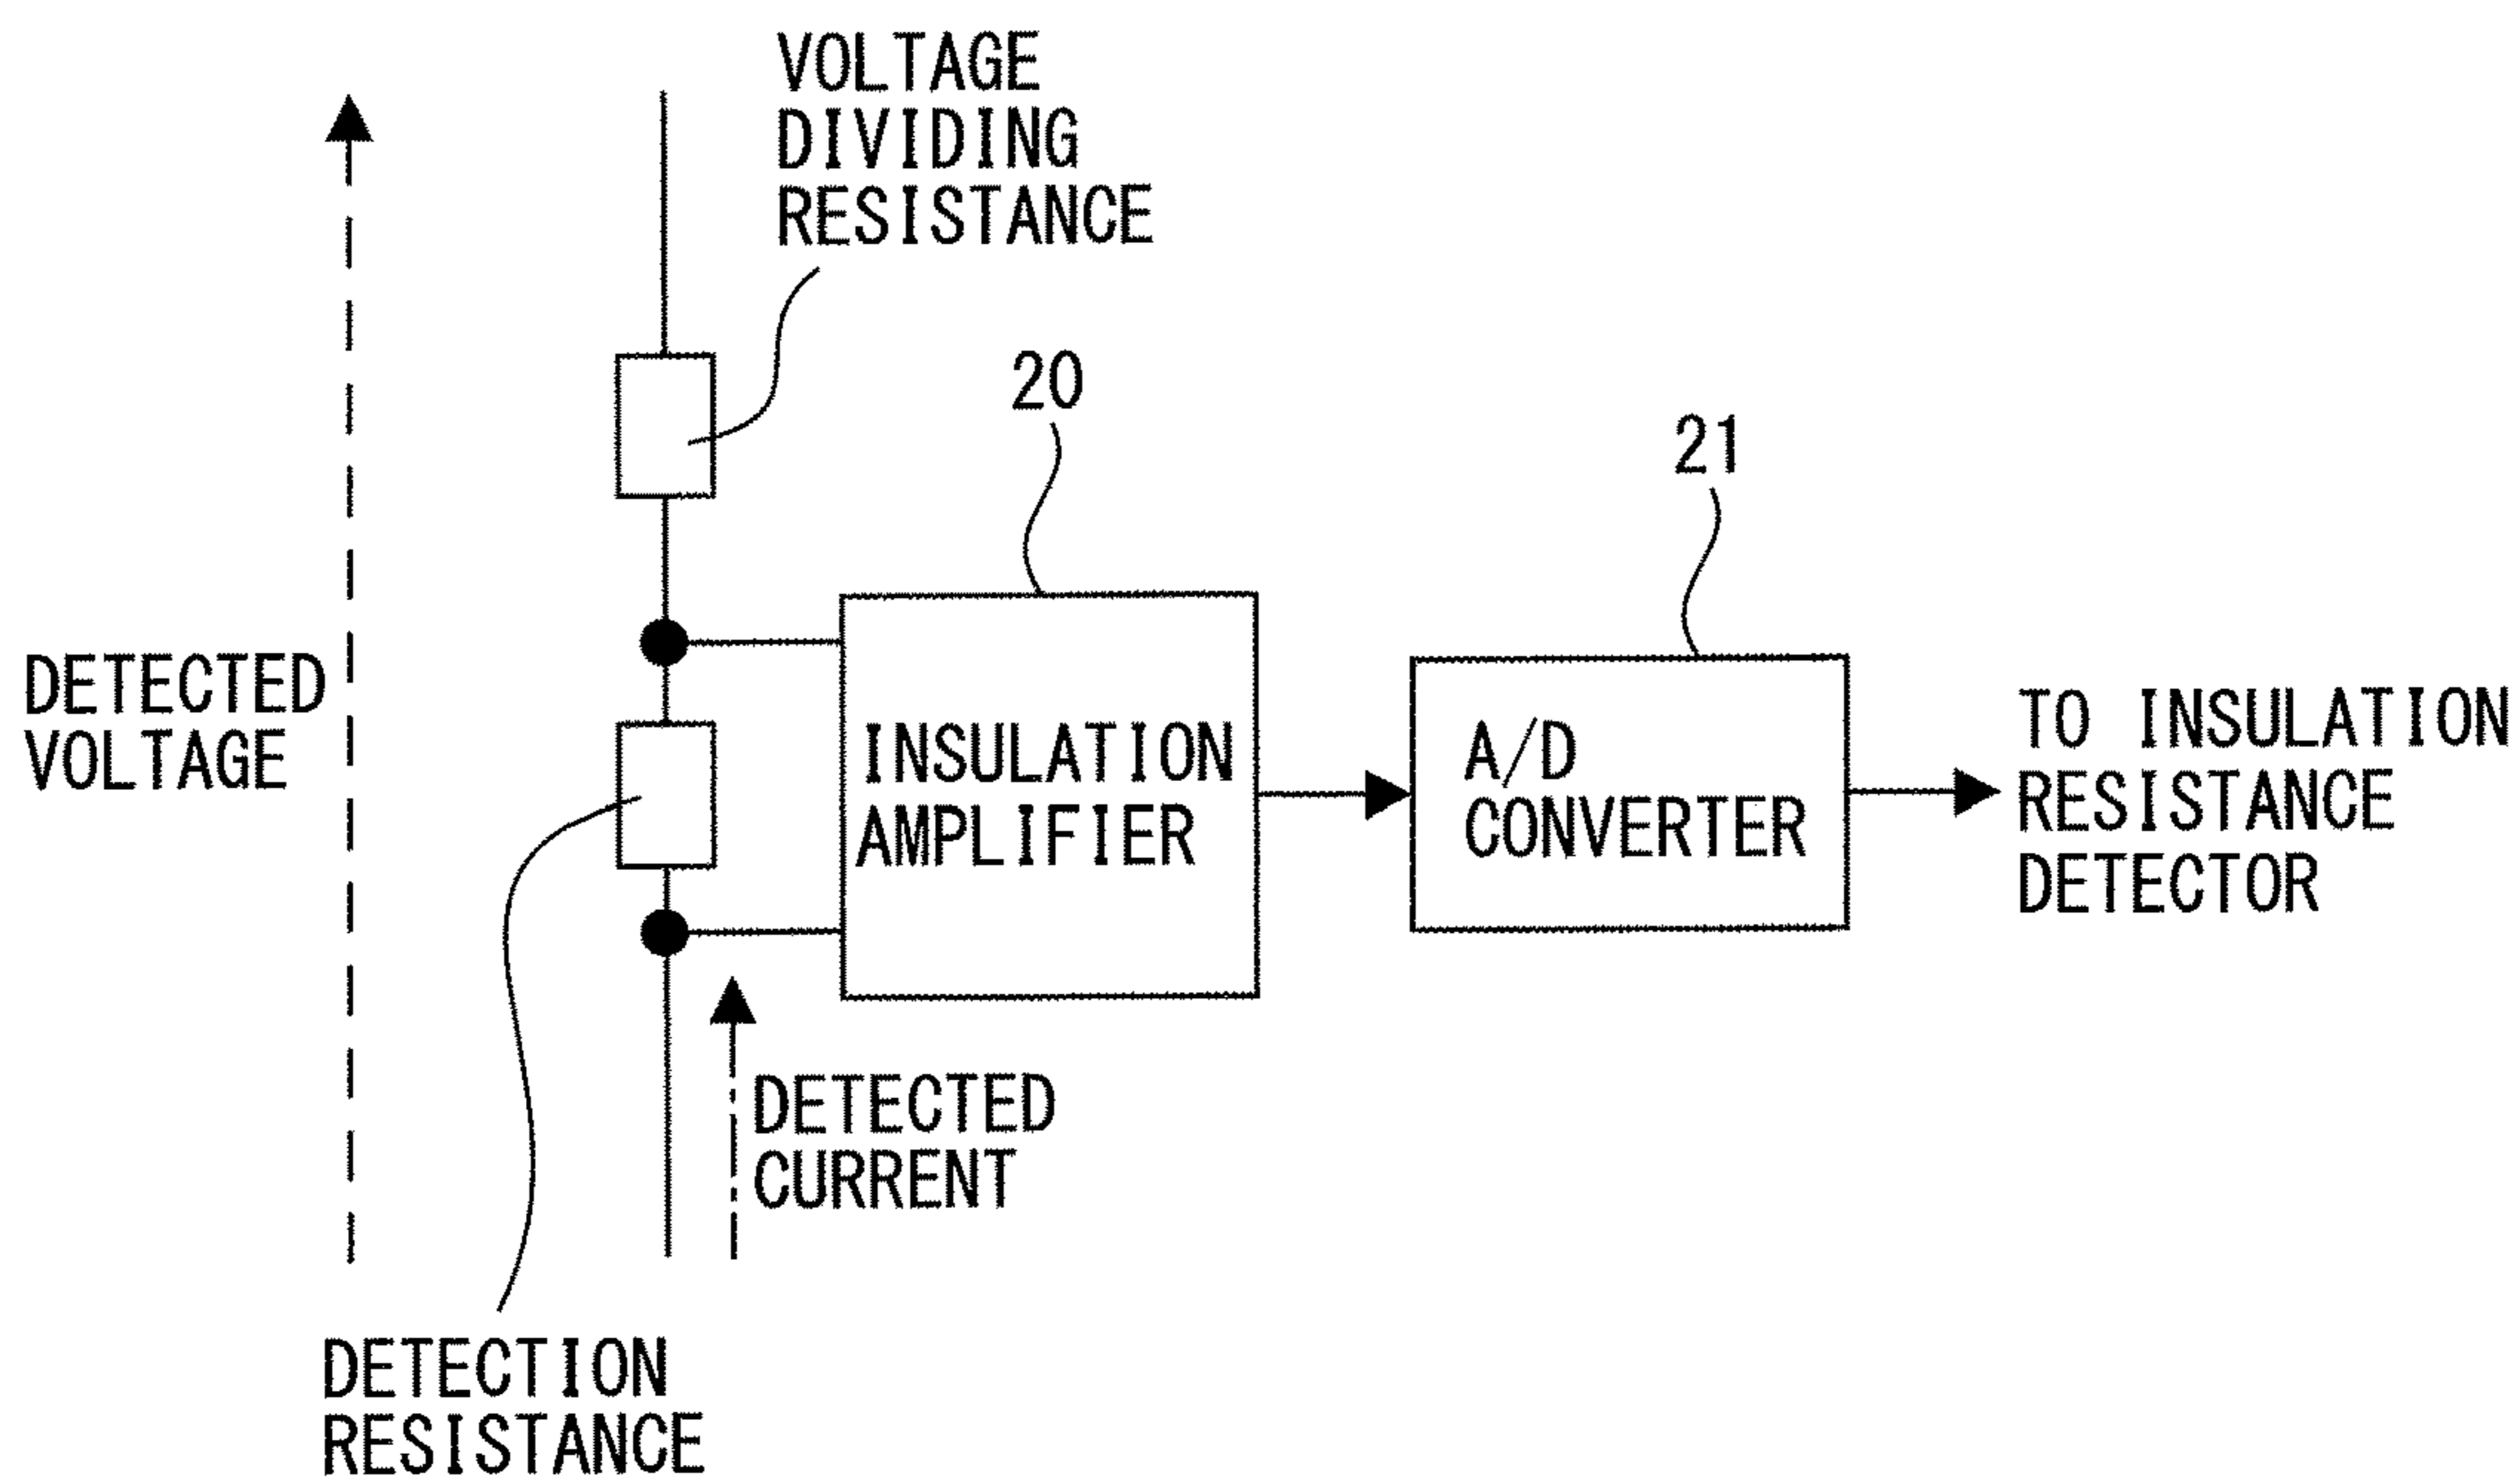 VOLTAGE
DIVIDING
RESISTANCE
20
21
DETECTED
VOLTAGE
INSULATION
AMPLIFIER
A/D
CONVERTER
TO INSULATION
RESISTANCE
DETECTOR
DETECTED
CURRENT
DETECTION
RESISTANCE